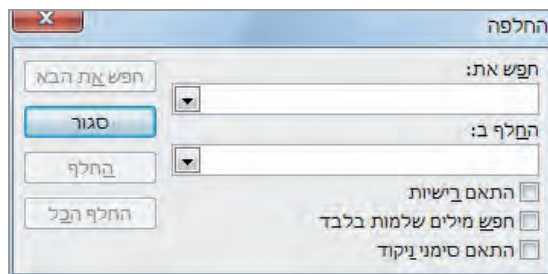 החלפה
חפש את:
חפש את הבא
סגור
החלף ב:
החלף
החלף הכל
התאם רישיות
חפש מילים שלמות בלבד
התאם סימני ניקוד